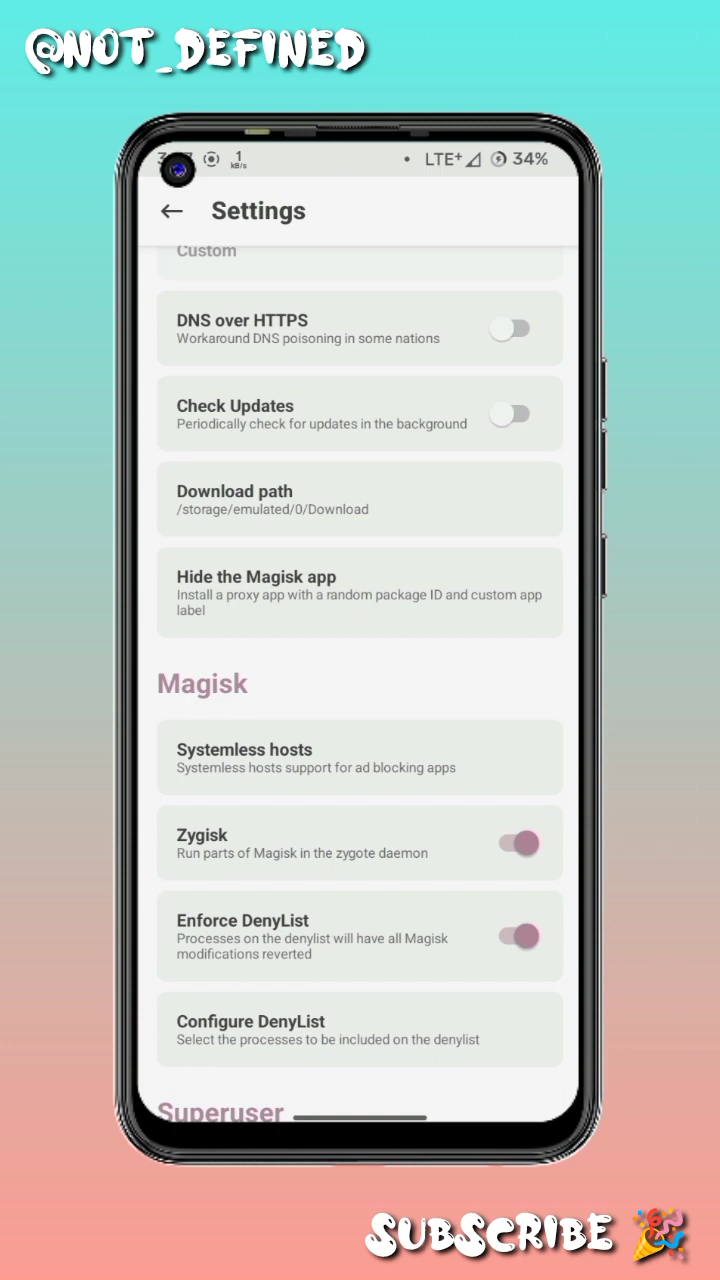 @NOT_DEFINED
1
kB/s
LTE+ 34%
Settings
Custom
DNS over HTTPS
Workaround DNS poisoning in some nations
Check Updates
Periodically check for updates in the background
Download path
/storage/emulated/0/Download
Hide the Magisk app
Install a proxy app with a random package ID and custom app
label
Magisk
Systemless hosts
Systemless hosts support for ad blocking apps
Zygisk
Run parts of Magisk in the zygote daemon
Enforce DenyList
Processes on the denylist will have all Magisk
modifications reverted
Configure DenyList
Select the processes to be included on the denylist
Superuser
SUBSCRIBE 🎉